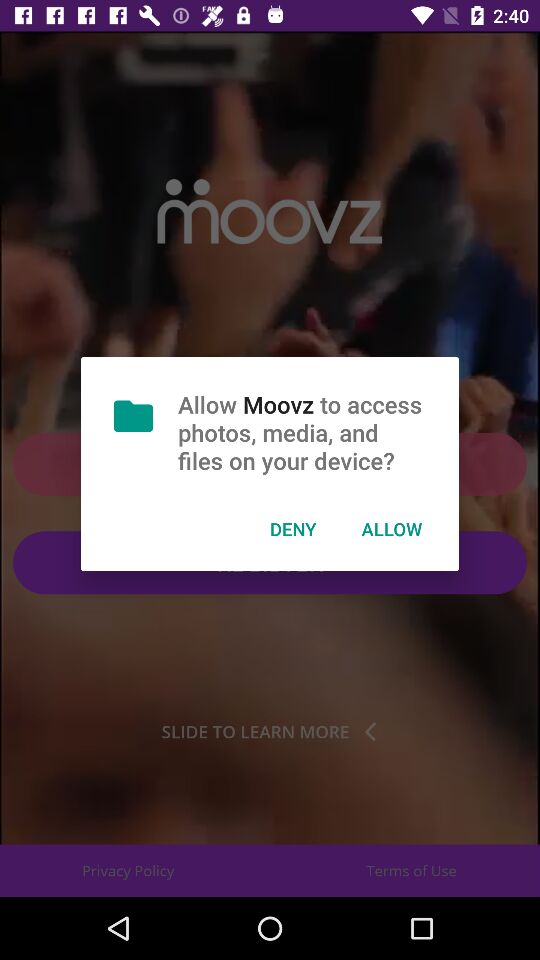 FAKE
2:40
moovz
Allow Moovz to access
photos, media, and
files on your device?
DENY ALLOW
SLIDE TO LEARN MORE
Privacy Policy Terms of Use